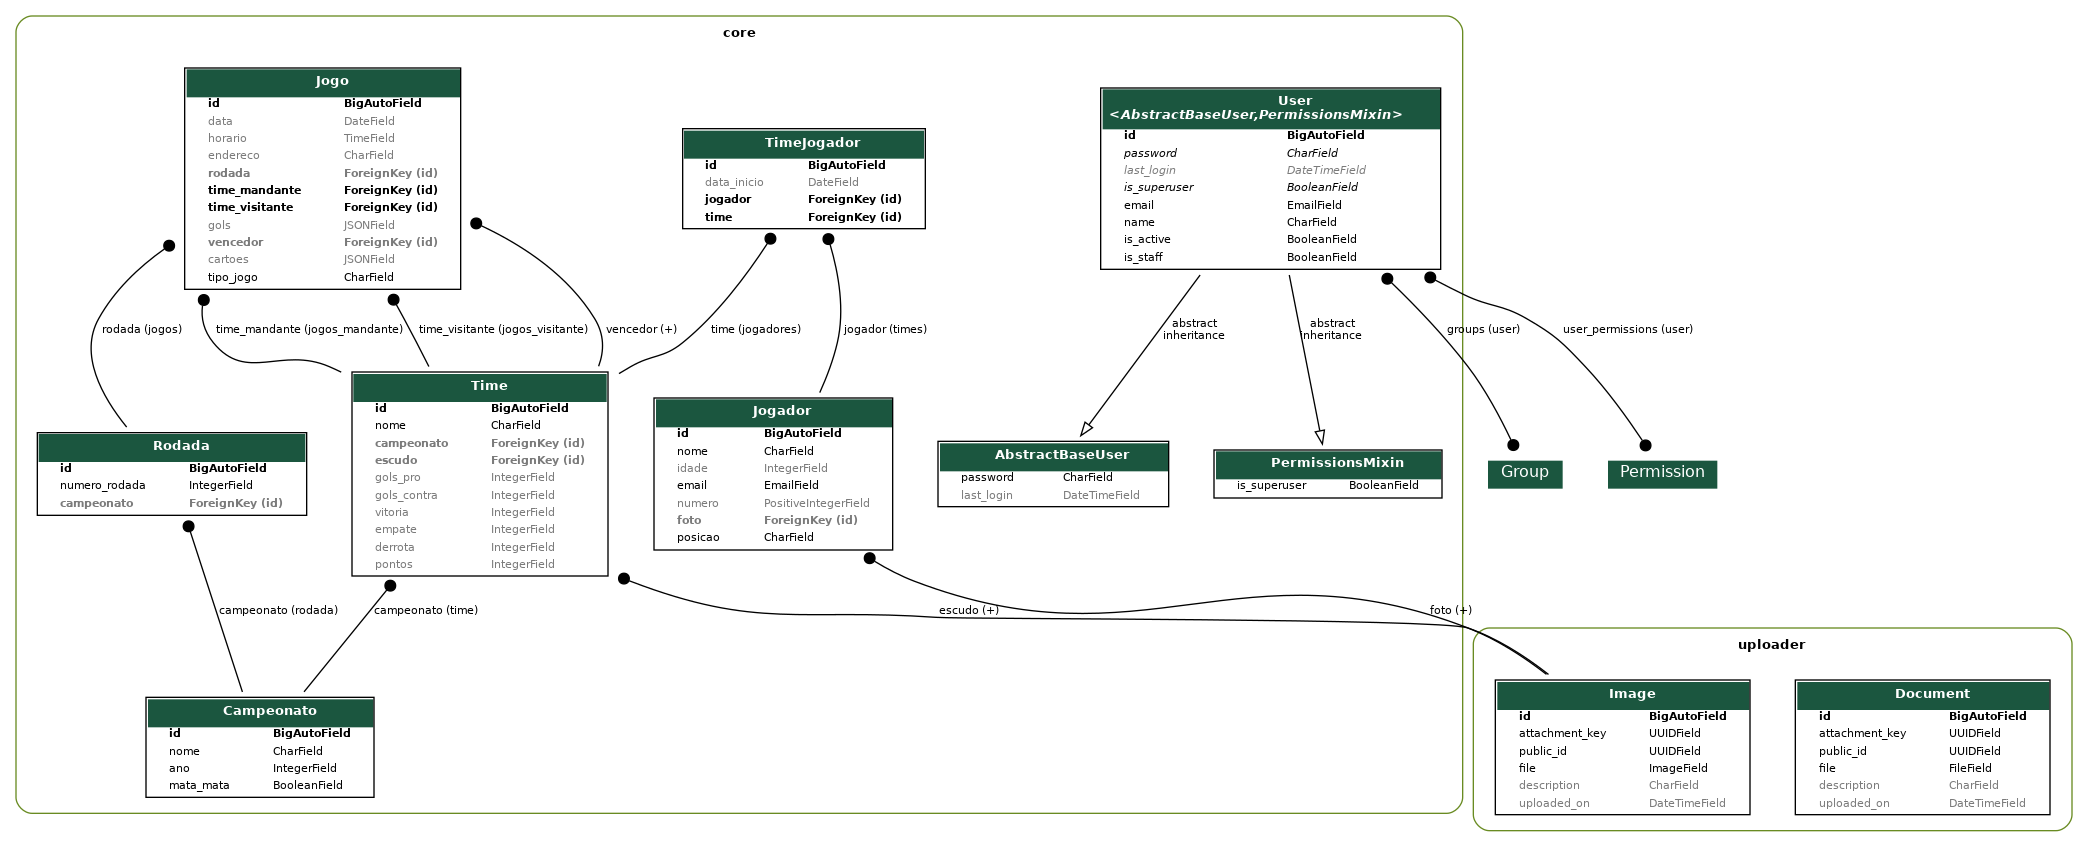 core
Jogo
id BigAutoField
data DateField
horario TimeField
endereco CharField
rodada ForeignKey (id)
time_mandante ForeignKey (id)
time_visitante ForeignKey (id)
gols JSONField
vencedor ForeignKey (id)
cartoes JSONField
tipo_jogo CharField
TimeJogador
id BigAutoField
data_inicio DateField
jogador ForeignKey (id)
time ForeignKey (id)
User
<AbstractBaseUser,PermissionsMixin>
id BigAutoField
password CharField
last_login DateTimeField
is_superuser BooleanField
email EmailField
name CharField
is_active BooleanField
is_staff BooleanField
rodada (jogos)
time_mandante (jogos_mandante)
time_visitante (jogos_visitante)
vencedor (+)
time (jogadores)
jogador (times)
abstract
inheritance
abstract
inheritance
groups (user)
user_permissions (user)
Rodada
id BigAutoField
numero_rodada IntegerField
campeonato ForeignKey (id)
Time
id BigAutoField
nome CharField
campeonato ForeignKey (id)
escudo ForeignKey (id)
gols_pro IntegerField
gols_contra IntegerField
vitoria IntegerField
empate IntegerField
derrota IntegerField
pontos IntegerField
Jogador
id BigAutoField
nome CharField
idade IntegerField
email EmailField
numero PositiveIntegerField
foto ForeignKey (id)
posicao CharField
AbstractBaseUser
password CharField
last_login DateTimeField
PermissionsMixin
is_superuser BooleanField
Group
Permission
campeonato (rodada)
campeonato (time)
escudo (+)
foto (+)
Campeonato
id BigAutoField
nome CharField
ano IntegerField
mata_mata BooleanField
uploader
Image
id BigAutoField
attachment_key UUIDField
public_id UUIDField
file ImageField
description CharField
uploaded_on DateTimeField
Document
id BigAutoField
attachment_key UUIDField
public_id UUIDField
file FileField
description CharField
uploaded_on DateTimeField